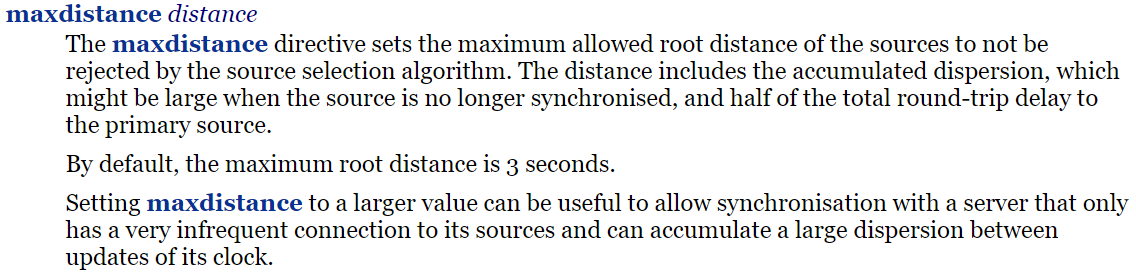 maxdistance distance
The maxdistance directive sets the maximum allowed root distance of the sources to not be
rejected by the source selection algorithm. The distance includes the accumulated dispersion, which
might be large when the source is no longer synchronised, and half of the total round-trip delay to
the primary source.
By default, the maximum root distance is 3 seconds.
Setting maxdistance to a larger value can be useful to allow synchronisation with a server that only
has a very infrequent connection to its sources and can accumulate a large dispersion between
updates of its clock.